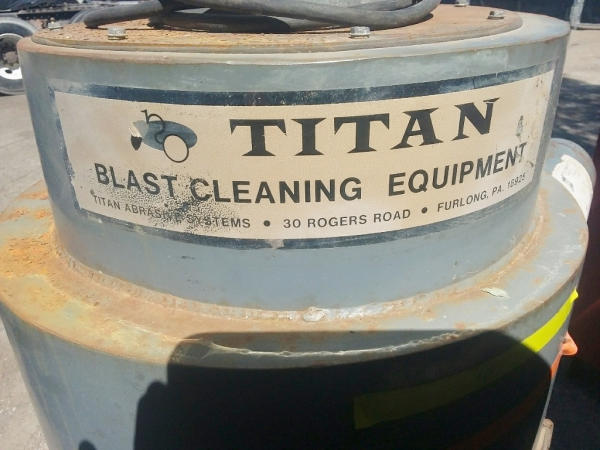 TITAN
BLAST CLEANING EQUIPMENT
TITAN ABRASIVE SYSTEMS • 30 ROGERS ROAD • FURLONG, PA. 18925